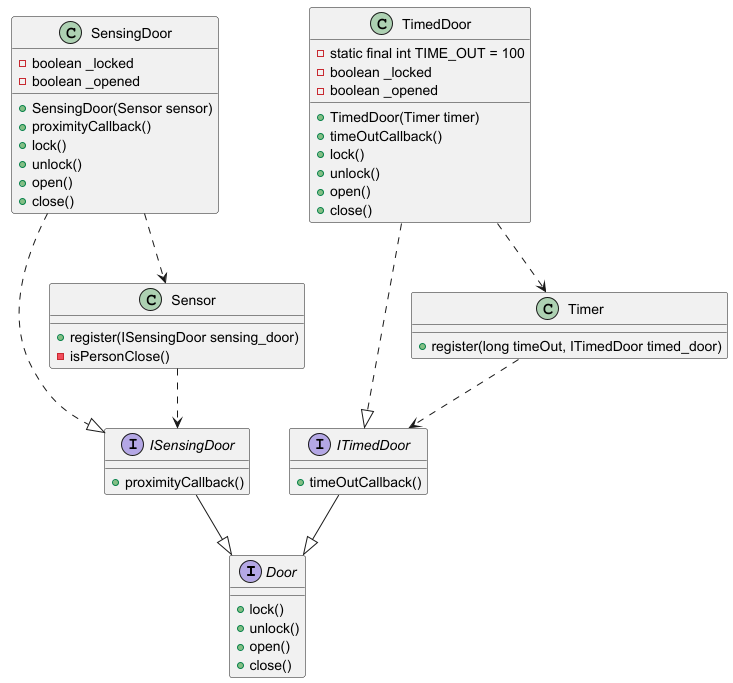 C SensingDoor
boolean _locked
boolean _opened
SensingDoor(Sensor sensor)
proximityCallback()
lock()
unlock()
open()
close()
C TimedDoor
static final int TIME_OUT = 100
boolean _locked
boolean _opened
TimedDoor(Timer timer)
timeOutCallback()
lock()
unlock()
open()
close()
C Sensor
register(ISensingDoor sensing_door)
isPersonClose()
C Timer
register(long timeOut, ITimedDoor timed_door)
I ISensingDoor
proximityCallback()
I ITimedDoor
timeOutCallback()
I Door
lock()
unlock()
open()
close()